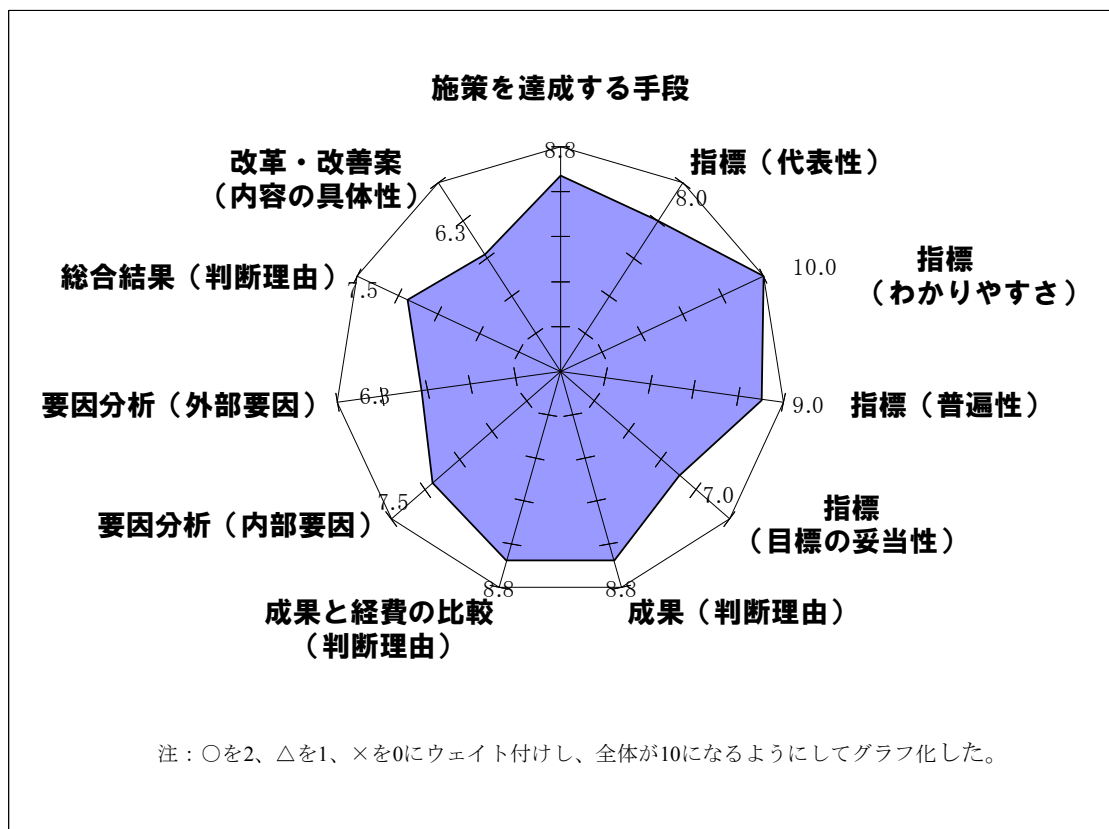 施策を達成する手段
8.8
指標（代表性）
8.0
指標
（わかりやすさ）
10.0
指標（普遍性）
9.0
指標
（目標の妥当性）
7.0
成果（判断理由）
8.8
成果と経費の比較
（判断理由）
8.8
要因分析（内部要因）
7.5
要因分析（外部要因）
6.3
総合結果（判断理由）
7.5
改革・改善案
（内容の具体性）
6.3
注：○を2、△を1、×を0にウェイト付けし、全体が10になるようにしてグラフ化した。